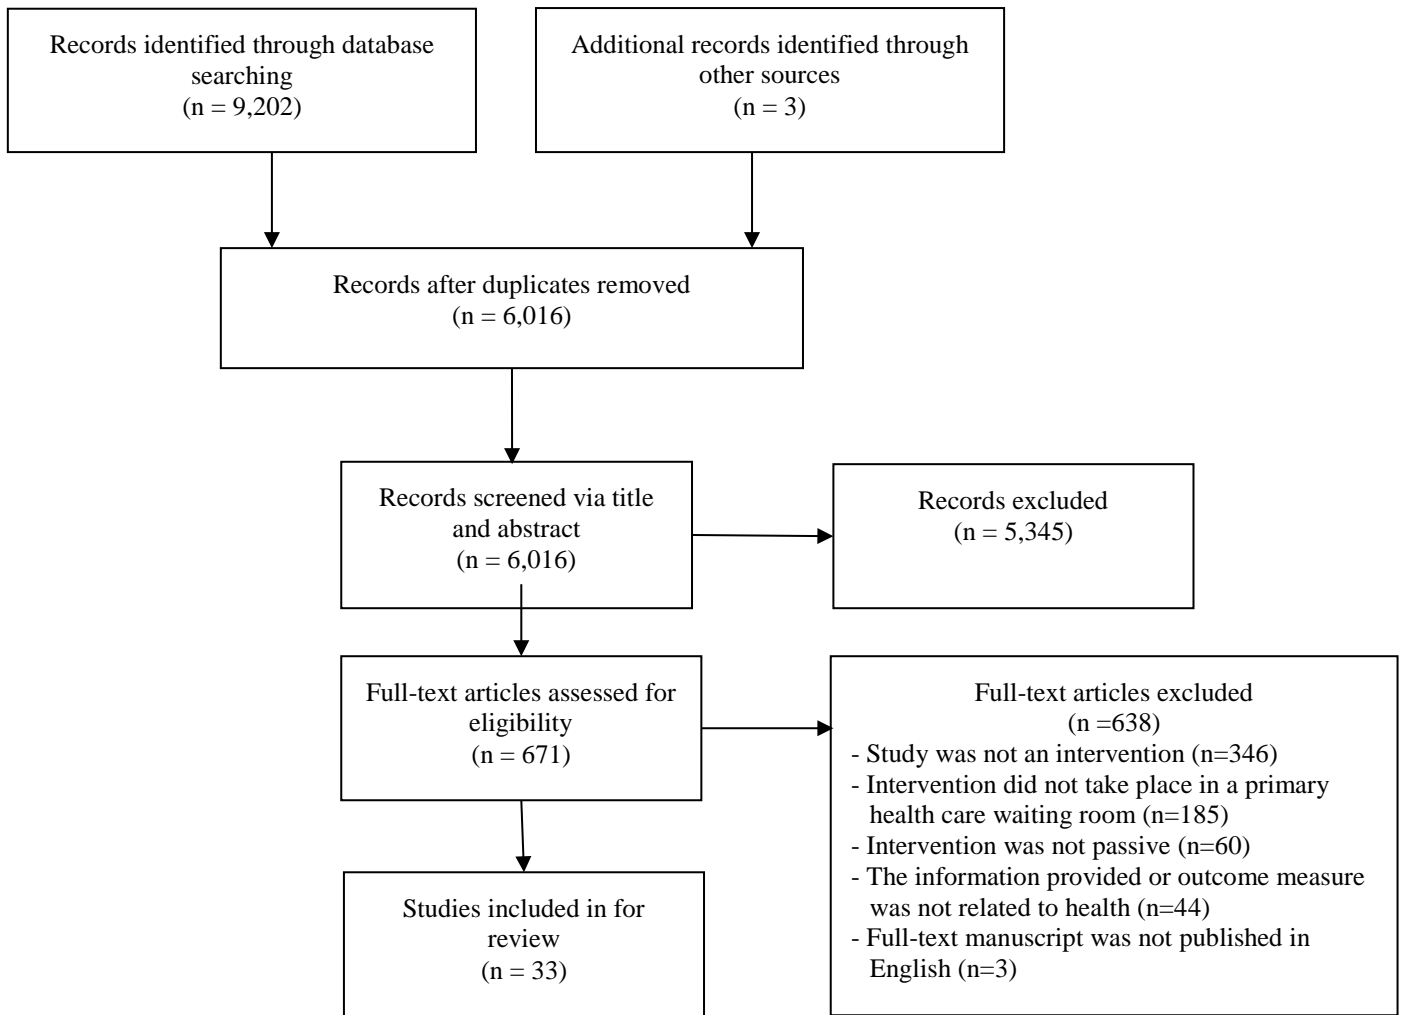 Records identified through database
searching
(n = 9,202)
Additional records identified through
other sources
(n = 3)
Records after duplicates removed
(n = 6,016)
Records screened via title
and abstract
(n = 6,016)
Records excluded
(n = 5,345)
Full-text articles assessed for
eligibility
(n = 671)
Full-text articles excluded
(n =638)
- Study was not an intervention (n=346)
- Intervention did not take place in a primary
health care waiting room (n=185)
- Intervention was not passive (n=60)
- The information provided or outcome measure
was not related to health (n=44)
- Full-text manuscript was not published in
English (n=3)
Studies included in for
review
(n = 33)